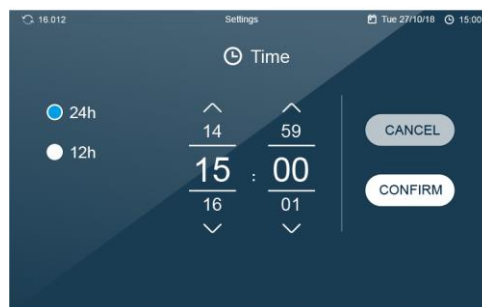 16.012 Settings Tue 27/10/18 15:00
Time
24h
12h
14 59
15 : 00
16 01
CANCEL
CONFIRM